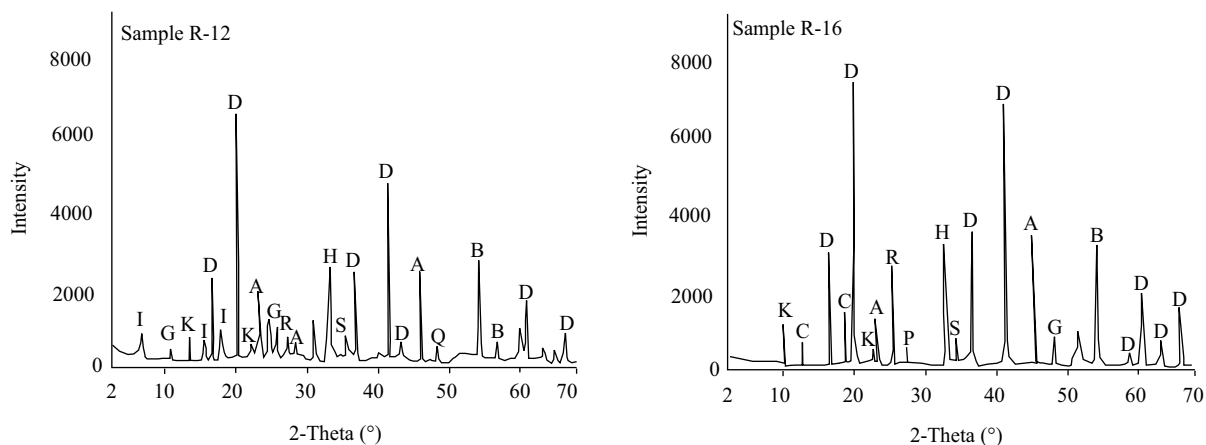 Sample R-12
Intensity
8000
6000
4000
2000
0
I
G
K
I
D
I
D
K
A
G
R
A
H
S
D
D
D
A
Q
B
B
D
D
2
10
20
30
40
50
60
70
2-Theta (°)
Sample R-16
Intensity
8000
6000
4000
2000
0
K
C
D
C
D
K
A
R
P
H
S
D
D
A
G
B
D
D
D
D
2
10
20
30
40
50
60
70
2-Theta (°)